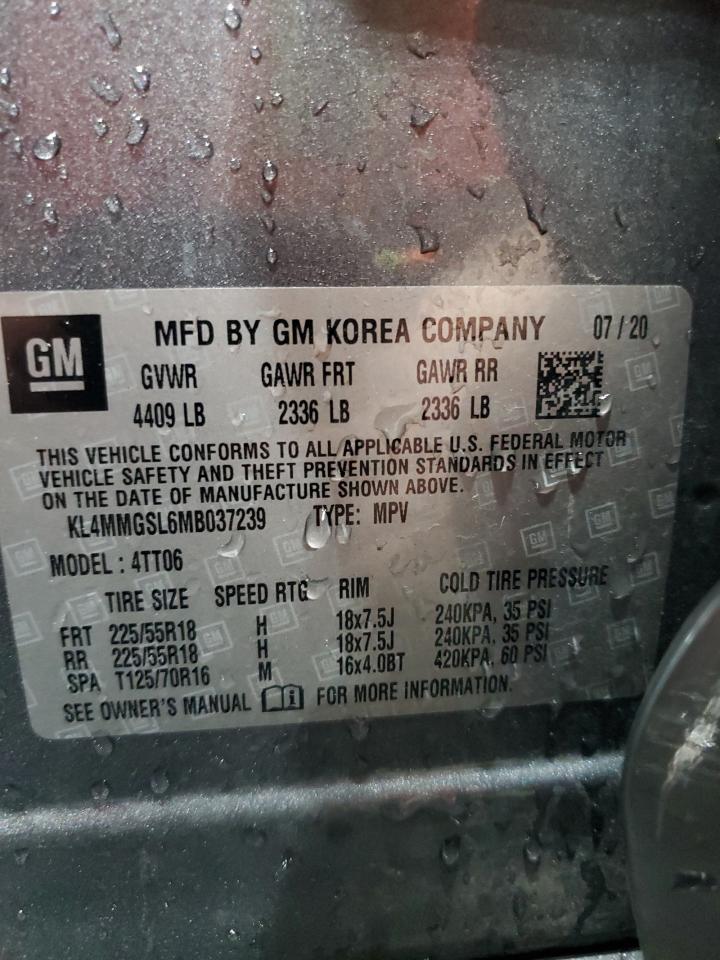 GM
MFD BY GM KOREA COMPANY 07/20
GVWR GAWR FRT GAWR RR
4409 LB 2336 LB 2336 LB
THIS VEHICLE CONFORMS TO ALL APPLICABLE U.S. FEDERAL MOTOR
VEHICLE SAFETY AND THEFT PREVENTION STANDARDS IN EFFECT
ON THE DATE OF MANUFACTURE SHOWN ABOVE.
KL4MMGSL6MB037239 TYPE: MPV
MODEL : 4TT06
TIRE SIZE SPEED RTG RIM COLD TIRE PRESSURE
FRT 225/55R18 H 18x7.5J 240KPA, 35 PSI
RR 225/55R18 H 18x7.5J 240KPA, 35 PSI
SPA T125/70R16 M 16x4.0BT 420KPA, 60 PSI
SEE OWNER'S MANUAL FOR MORE INFORMATION.